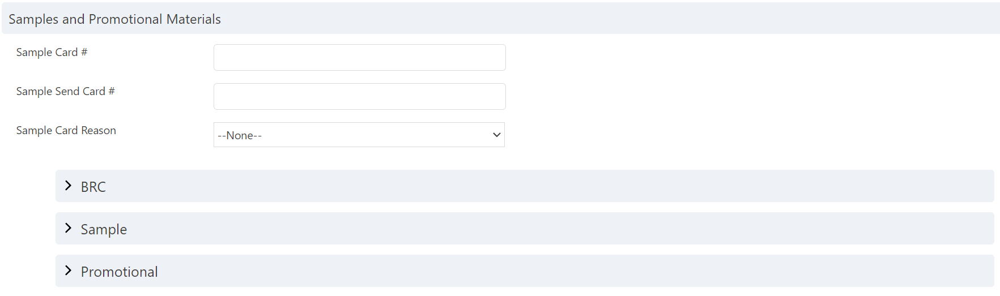 Samples and Promotional Materials
Sample Card #
Sample Send Card #
Sample Card Reason
--None--
BRC
Sample
Promotional